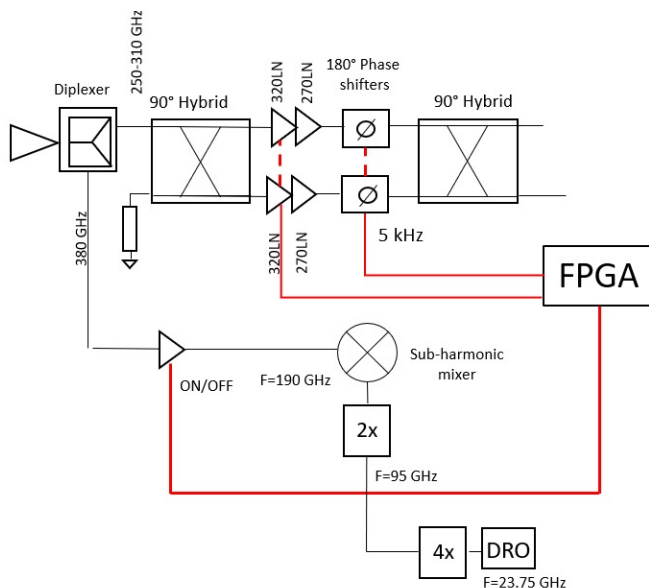 250-310 GHz
Diplexer
90° Hybrid
320LN
270LN
180° Phase
shifters
90° Hybrid
Ø
Ø
320LN
270LN
5 kHz
380 GHz
FPGA
ON/OFF
F=190 GHz
Sub-harmonic
mixer
2x
F=95 GHz
4x
DRO
F=23.75 GHz